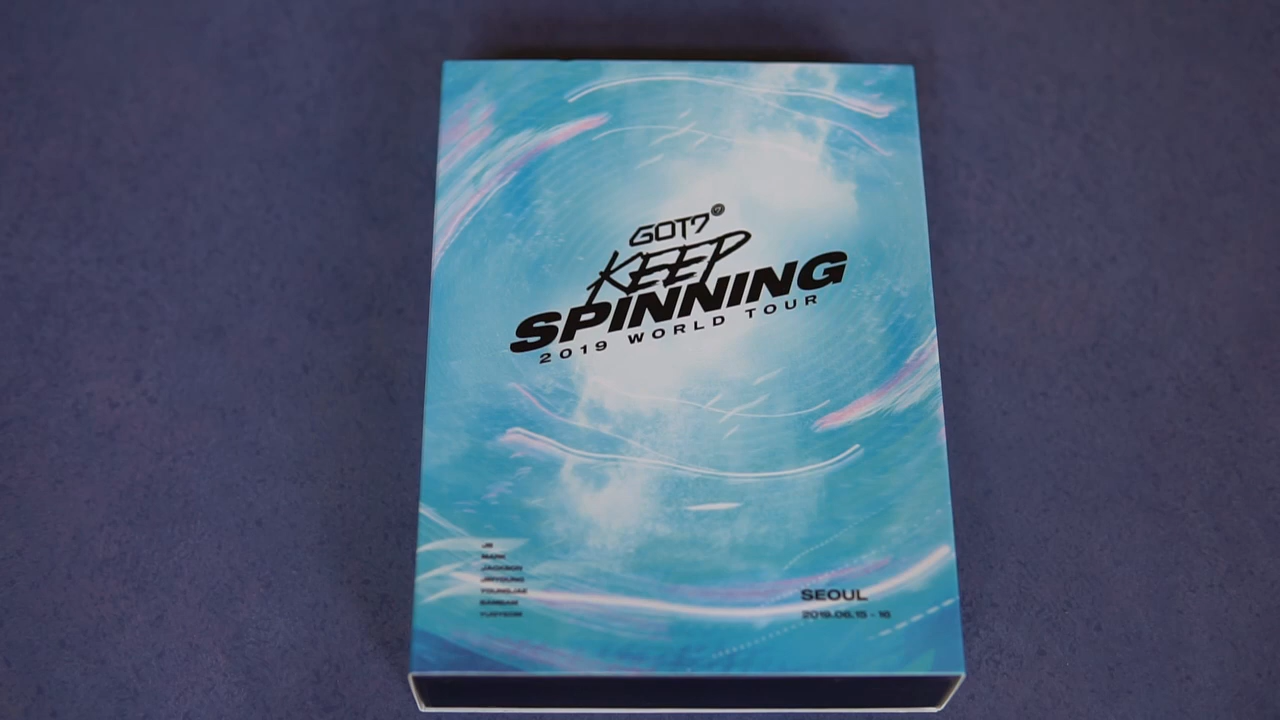 GOT7
KEEP
SPINNING
2019 WORLD TOUR
JB
MARK
JACKSON
JINYOUNG
YOUNGJAE
BAMBAM
YUGYEOM
SEOUL
2019.06.15 - 16